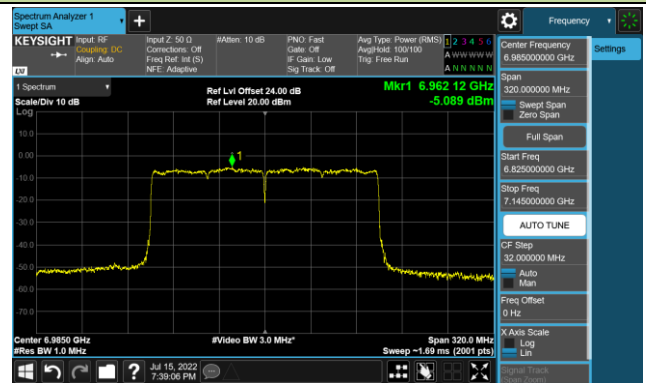 Spectrum Analyzer 1
Swept SA
Frequency
KEYSIGHT
Input: RF
Coupling: DC
Align: Auto
Input Z: 50 Ω
Corrections: Off
Freq Ref: Int (S)
NFE: Adaptive
#Atten: 10 dB
PNO: Fast
Gate: Off
IF Gain: Low
Sig Track: Off
Avg Type: Power (RMS)
Avg|Hold: 100/100
Trig: Free Run
1 2 3 4 5 6
A W W W W W
A N N N N N
LXI
Center Frequency
6.985000000 GHz
Settings
1 Spectrum
Scale/Div 10 dB
Log
Ref Lvl Offset 24.00 dB
Ref Level 20.00 dBm
Mkr1 6.962 12 GHz
-5.089 dBm
Span
320.000000 MHz
Swept Span
Zero Span
Full Span
Start Freq
6.825000000 GHz
Stop Freq
7.145000000 GHz
AUTO TUNE
CF Step
32.000000 MHz
Auto
Man
Freq Offset
0 Hz
X Axis Scale
Log
Lin
Signal Track
(Span Zoom)
10.0
0.00
-10.0
-20.0
-30.0
-40.0
-50.0
-60.0
-70.0
1
Center 6.9850 GHz
#Res BW 1.0 MHz
#Video BW 3.0 MHz*
Span 320.0 MHz
Sweep ~1.69 ms (2001 pts)
?
Jul 15, 2022
7:39:06 PM